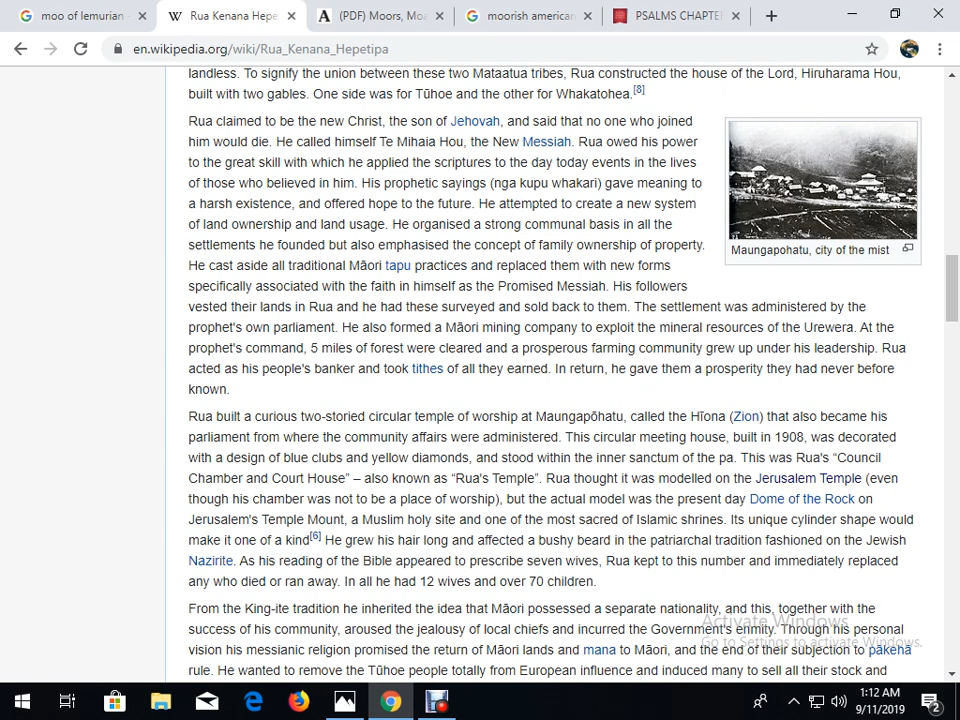 moo of lemurian
Rua Kenana Hepe
(PDF) Moors, Moa
moorish american
PSALMS CHAPTE
en.wikipedia.org/wiki/Rua_Kenana_Hepetipa
landless. To signify the union between these two Mataatua tribes, Rua constructed the house of the Lord, Hiruharama Hou,
built with two gables. One side was for Tūhoe and the other for Whakatohea.[8]
Rua claimed to be the new Christ, the son of Jehovah, and said that no one who joined
him would die. He called himself Te Mihaia Hou, the New Messiah. Rua owed his power
to the great skill with which he applied the scriptures to the day today events in the lives
of those who believed in him. His prophetic sayings (nga kupu whakari) gave meaning to
a harsh existence, and offered hope to the future. He attempted to create a new system
of land ownership and land usage. He organised a strong communal basis in all the
settlements he founded but also emphasised the concept of family ownership of property.
He cast aside all traditional Māori tapu practices and replaced them with new forms
specifically associated with the faith in himself as the Promised Messiah. His followers
vested their lands in Rua and he had these surveyed and sold back to them. The settlement was administered by the
prophet's own parliament. He also formed a Māori mining company to exploit the mineral resources of the Urewera. At the
prophet's command, 5 miles of forest were cleared and a prosperous farming community grew up under his leadership. Rua
acted as his people's banker and took tithes of all they earned. In return, he gave them a prosperity they had never before
known.
Maungapohatu, city of the mist
Rua built a curious two-storied circular temple of worship at Maungapōhatu, called the Hīona (Zion) that also became his
parliament from where the community affairs were administered. This circular meeting house, built in 1908, was decorated
with a design of blue clubs and yellow diamonds, and stood within the inner sanctum of the pa. This was Rua's “Council
Chamber and Court House” – also known as “Rua's Temple”. Rua thought it was modelled on the Jerusalem Temple (even
though his chamber was not to be a place of worship), but the actual model was the present day Dome of the Rock on
Jerusalem's Temple Mount, a Muslim holy site and one of the most sacred of Islamic shrines. Its unique cylinder shape would
make it one of a kind[6] He grew his hair long and affected a bushy beard in the patriarchal tradition fashioned on the Jewish
Nazirite. As his reading of the Bible appeared to prescribe seven wives, Rua kept to this number and immediately replaced
any who died or ran away. In all he had 12 wives and over 70 children.
From the King-ite tradition he inherited the idea that Māori possessed a separate nationality, and this, together with the
success of his community, aroused the jealousy of local chiefs and incurred the Government's enmity. Through his personal
vision his messianic religion promised the return of Māori lands and mana to Māori, and the end of their subjection to pākehā
rule. He wanted to remove the Tūhoe people totally from European influence and induced many to sell all their stock and
Activate Windows
Go to Settings to activate Windows.
1:12 AM
9/11/2019
2